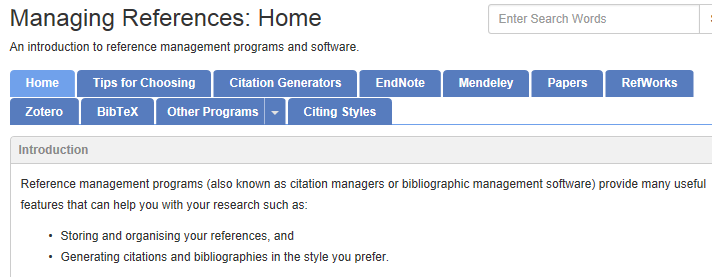 Managing References: Home
Enter Search Words
An introduction to reference management programs and software.
Home Tips for Choosing Citation Generators EndNote Mendeley Papers RefWorks
Zotero BibTeX Other Programs Citing Styles
Introduction
Reference management programs (also known as citation managers or bibliographic management software) provide many useful
features that can help you with your research such as:
• Storing and organising your references, and
• Generating citations and bibliographies in the style you prefer.